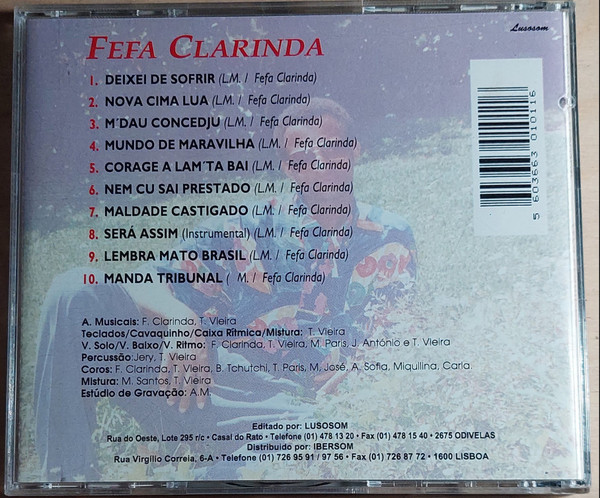 Lusosom
FEFA CLARINDA
1. DEIXEI DE SOFRIR (L.M. / Fefa Clarinda)
2. NOVA CIMA LUA (L.M. / Fefa Clarinda)
3. M'DAU CONCEDJU (L.M. / Fefa Clarinda)
4. MUNDO DE MARAVILHA (L.M. / Fefa Clarinda)
5. CORAGE A LAM'TA BAI (L.M. / Fefa Clarinda)
6. NEM CU SAI PRESTADO (L.M. / Fefa Clarinda)
7. MALDADE CASTIGADO (L.M. / Fefa Clarinda)
8. SERÁ ASSIM (Instrumental) (L.M. / Fefa Clarinda)
9. LEMBRA MATO BRASIL (L.M. / Fefa Clarinda)
10. MANDA TRIBUNAL ( M. / Fefa Clarinda)
5 603663 010116
A. Musicais: F. Clarinda, T. Vieira
Teclados/Cavaquinho/Caixa Rítmica/Mistura: T. Vieira
V. Solo/V. Baixo/V. Ritmo: F. Clarinda, T. Vieira, M. Paris, J. António e T. Vieira
Percussão: Jery, T. Vieira
Coros: F. Clarinda, T. Vieira, B. Tchutchi, T. Paris, M, José, A. Sofia, Miquilina, Carla.
Mistura: M. Santos, T. Vieira
Estúdio de Gravação: A.M.
Editado por: LUSOSOM
Rua do Oeste, Lote 295 r/c • Casal do Rato • Telefone (01) 478 13 20 • Fax (01) 478 15 40 • 2675 ODIVELAS
Distribuido por: IBERSOM
Rua Virgílio Correia, 6-A • Telefone (01) 726 95 91 / 97 56 • Fax (01) 726 87 72 • 1600 LISBOA